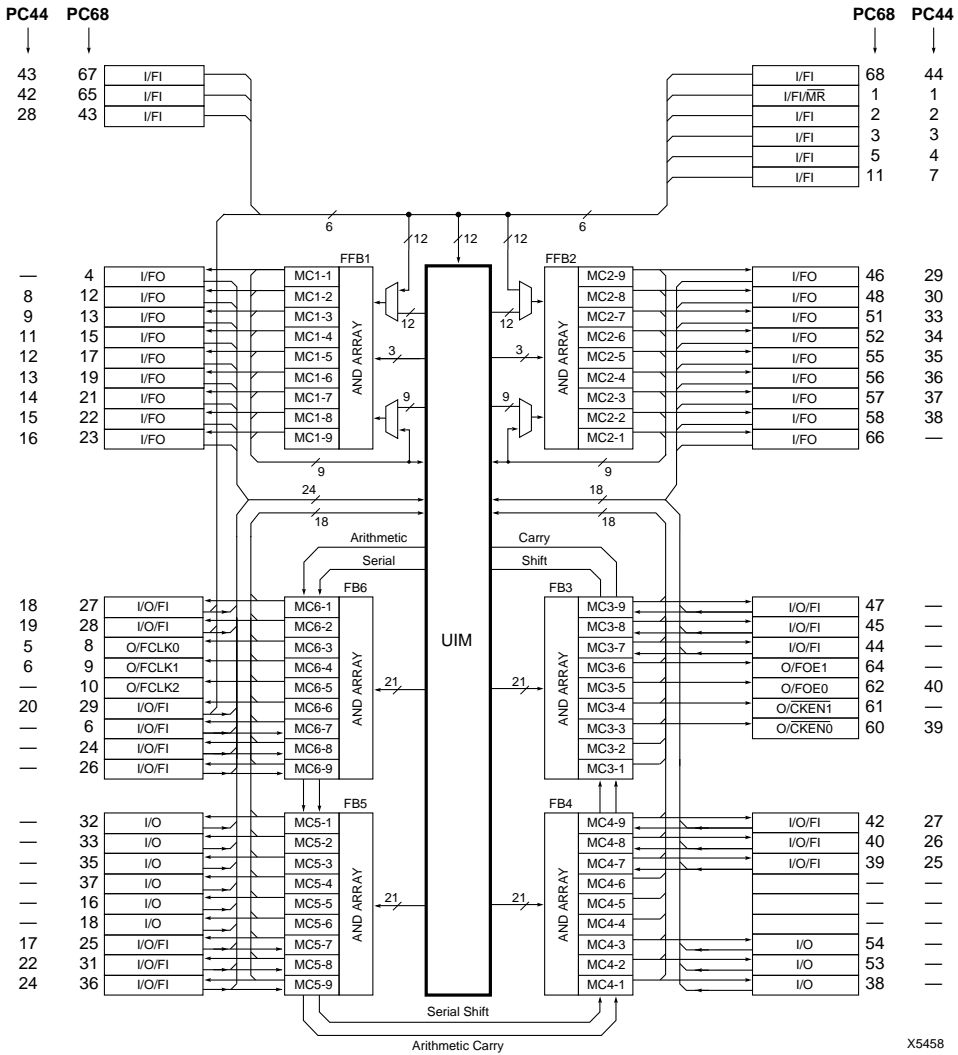 PC44 PC68 PC68 PC44
43 67 I/FI I/FI 68 44
42 65 I/FI I/FI/MR 1 1
28 43 I/FI I/FI 2 2
I/FI 3 3
I/FI 5 4
I/FI 11 7
6 6
12 12 12
FFB1 FFB2
— 4 I/FO MC1-1 MC2-9 I/FO 46 29
8 12 I/FO MC1-2 MC2-8 I/FO 48 30
9 13 I/FO MC1-3 12 12 MC2-7 I/FO 51 33
11 15 I/FO MC1-4 MC2-6 I/FO 52 34
12 17 I/FO MC1-5 AND ARRAY 3 3 AND ARRAY MC2-5 I/FO 55 35
13 19 I/FO MC1-6 MC2-4 I/FO 56 36
14 21 I/FO MC1-7 9 9 MC2-3 I/FO 57 37
15 22 I/FO MC1-8 MC2-2 I/FO 58 38
16 23 I/FO MC1-9 MC2-1 I/FO 66 —
9 9
24 18
18 18
Arithmetic Carry
Serial Shift
FB6 FB3
18 27 I/O/FI MC6-1 MC3-9 I/O/FI 47 —
19 28 I/O/FI MC6-2 MC3-8 I/O/FI 45 —
5 8 O/FCLK0 MC6-3 UIM MC3-7 I/O/FI 44 —
6 9 O/FCLK1 MC6-4 MC3-6 O/FOE1 64 —
— 10 O/FCLK2 MC6-5 AND ARRAY 21 21 AND ARRAY MC3-5 O/FOE0 62 40
20 29 I/O/FI MC6-6 MC3-4 O/CKEN1 61 —
— 6 I/O/FI MC6-7 MC3-3 O/CKEN0 60 39
— 24 I/O/FI MC6-8 MC3-2
— 26 I/O/FI MC6-9 MC3-1
FB5 FB4
— 32 I/O MC5-1 MC4-9 I/O/FI 42 27
— 33 I/O MC5-2 MC4-8 I/O/FI 40 26
— 35 I/O MC5-3 MC4-7 I/O/FI 39 25
— 37 I/O MC5-4 MC4-6 — —
— 16 I/O MC5-5 AND ARRAY 21 21 AND ARRAY MC4-5 — —
— 18 I/O MC5-6 MC4-4 — —
17 25 I/O/FI MC5-7 MC4-3 I/O 54 —
22 31 I/O/FI MC5-8 MC4-2 I/O 53 —
24 36 I/O/FI MC5-9 MC4-1 I/O 38 —
Serial Shift
Arithmetic Carry
X5458